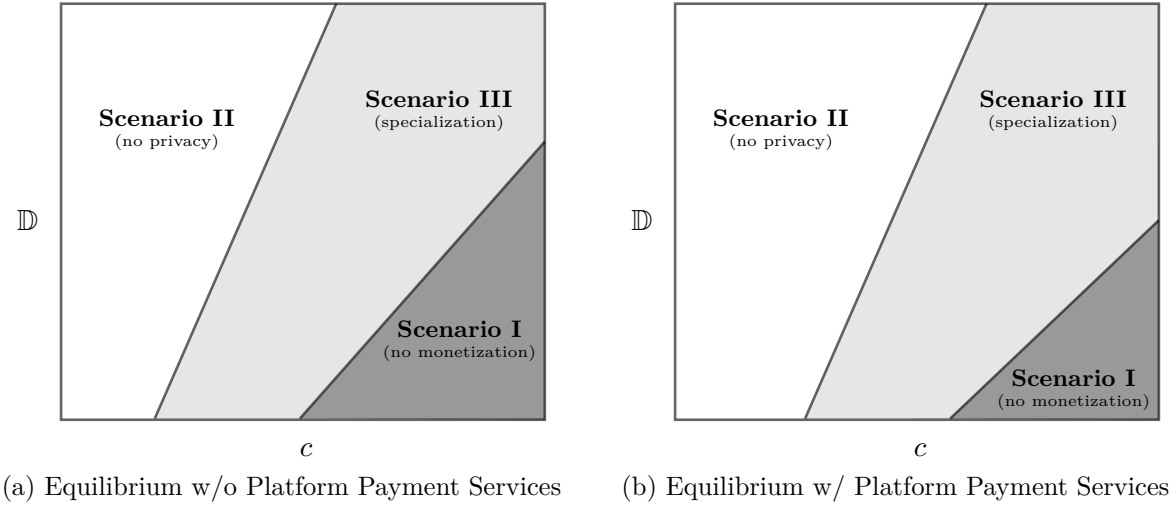 Scenario II
(no privacy)
Scenario III
(specialization)
Scenario I
(no monetization)
𝔻
c
(a) Equilibrium w/o Platform Payment Services
Scenario II
(no privacy)
Scenario III
(specialization)
Scenario I
(no monetization)
𝔻
c
(b) Equilibrium w/ Platform Payment Services